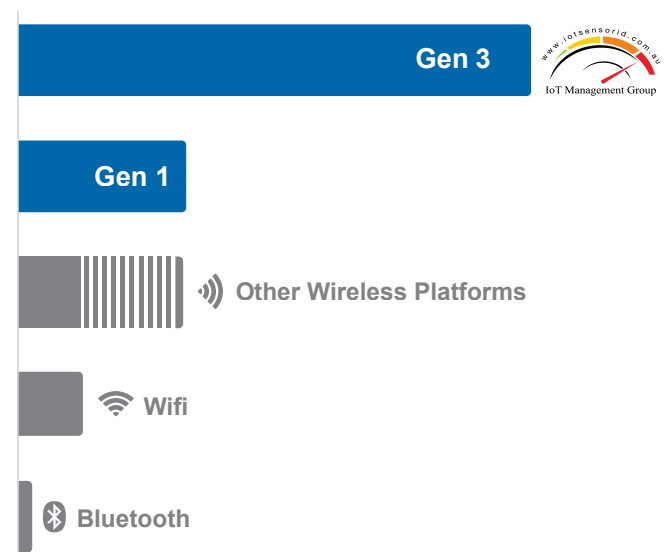 Gen 3
www.iotsensorid.com.au
IoT Management Group
Gen 1
Other Wireless Platforms
Wifi
Bluetooth